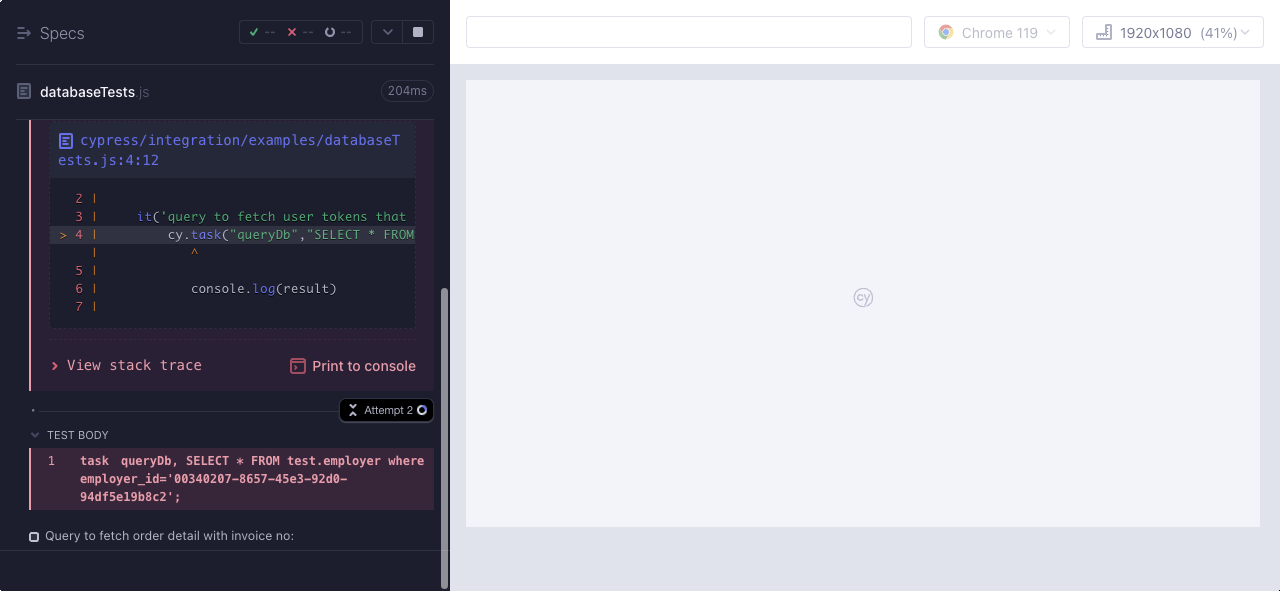 Specs
-- -- --
Chrome 119
1920x1080 (41%)
databaseTests.js
204ms
cypress/integration/examples/databaseT
ests.js:4:12
2 |
3 | it('query to fetch user tokens that
> 4 | cy.task("queryDb","SELECT * FROM
| ^
5 |
6 | console.log(result)
7 |
View stack trace
Print to console
Attempt 2
TEST BODY
1 task queryDb, SELECT * FROM test.employer where
employer_id='00340207-8657-45e3-92d0-
94df5e19b8c2';
Query to fetch order detail with invoice no:
cy